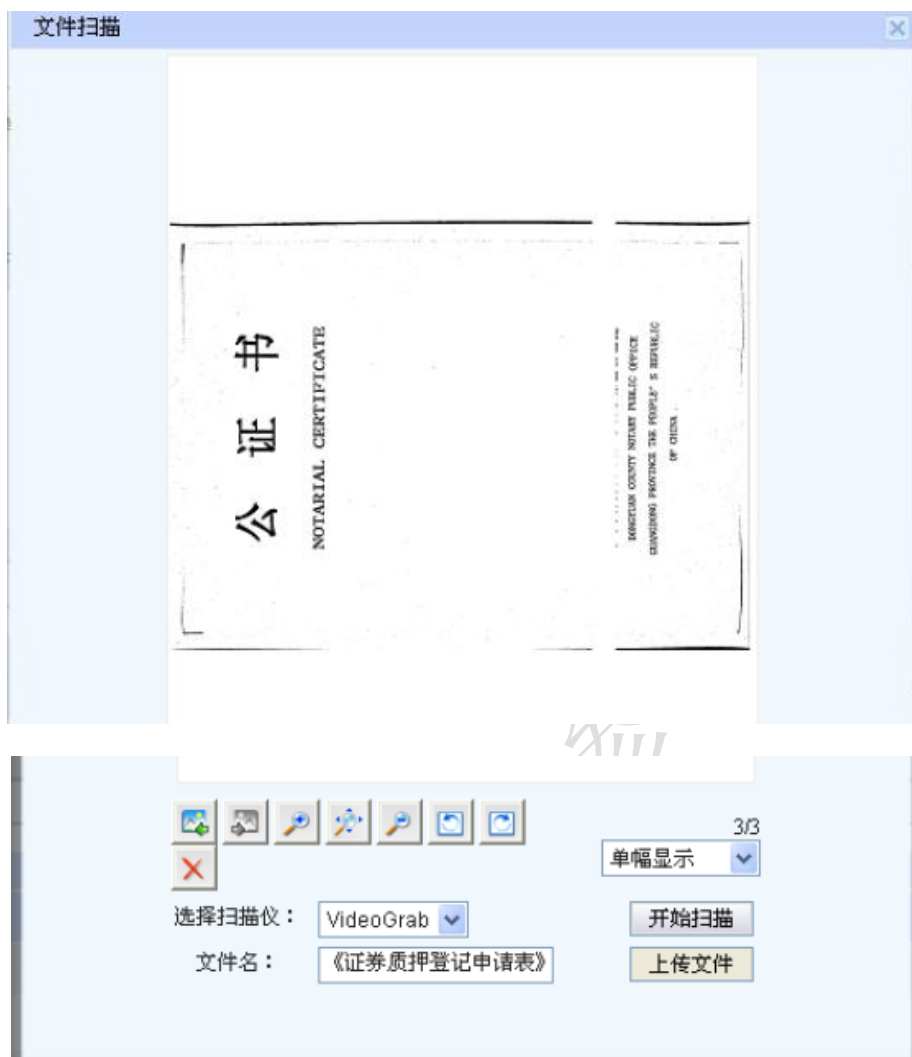 文件扫描
公证书
NOTARIAL CERTIFICATE
DONGYUAN COUNTY NOTARY PUBLIC OFFICE
GUANGDONG PROVINCE THE PEOPLE'S REPUBLIC
OF CHINA
3/3
单幅显示
选择扫描仪：
VideoGrab
开始扫描
文件名：
《证券质押登记申请表》
上传文件